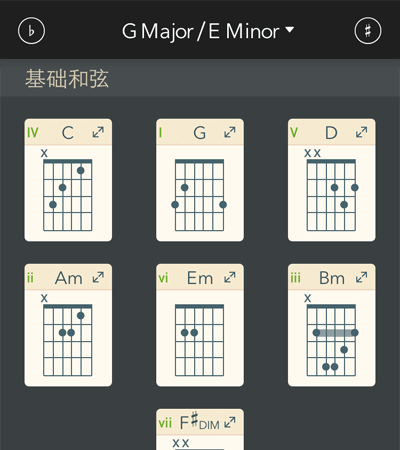 ♭ G Major/E Minor ▾ ♯
基础和弦
IV C I G V D
x x x
ii Am vi Em iii Bm
x x
vii F♯DIM
x x